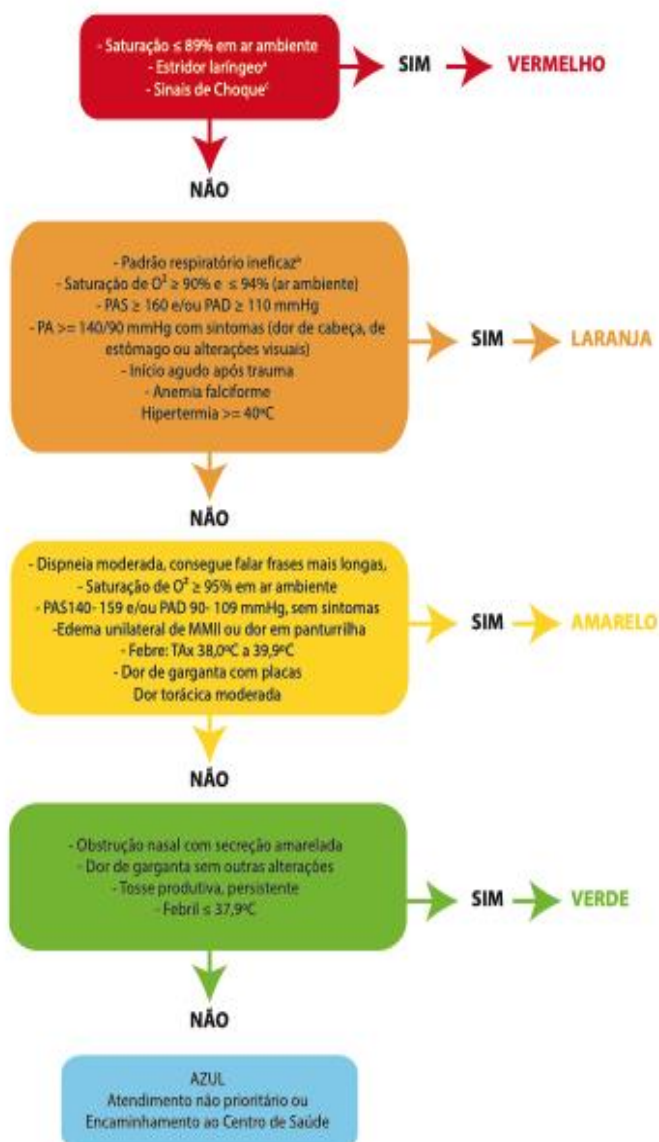 - Saturação ≤ 89% em ar ambiente
- Estridor laríngeoª
- Sinais de Choqueᶜ
SIM
VERMELHO
NÃO
- Padrão respiratório ineficazᵇ
- Saturação de O² ≥ 90% e ≤ 94% (ar ambiente)
- PAS ≥ 160 e/ou PAD ≥ 110 mmHg
- PA >= 140/90 mmHg com sintomas (dor de cabeça, de
estômago ou alterações visuais)
- Início agudo após trauma
- Anemia falciforme
Hipertermia >= 40ºC
SIM
LARANJA
NÃO
- Dispneia moderada, consegue falar frases mais longas,
- Saturação de O² ≥ 95% em ar ambiente
- PAS140- 159 e/ou PAD 90- 109 mmHg, sem sintomas
-Edema unilateral de MMII ou dor em panturrilha
- Febre: TAx 38,0ºC a 39,9ºC
- Dor de garganta com placas
Dor torácica moderada
SIM
AMARELO
NÃO
- Obstrução nasal com secreção amarelada
- Dor de garganta sem outras alterações
- Tosse produtiva, persistente
- Febril ≤ 37,9ºC
SIM
VERDE
NÃO
AZUL
Atendimento não prioritário ou
Encaminhamento ao Centro de Saúde